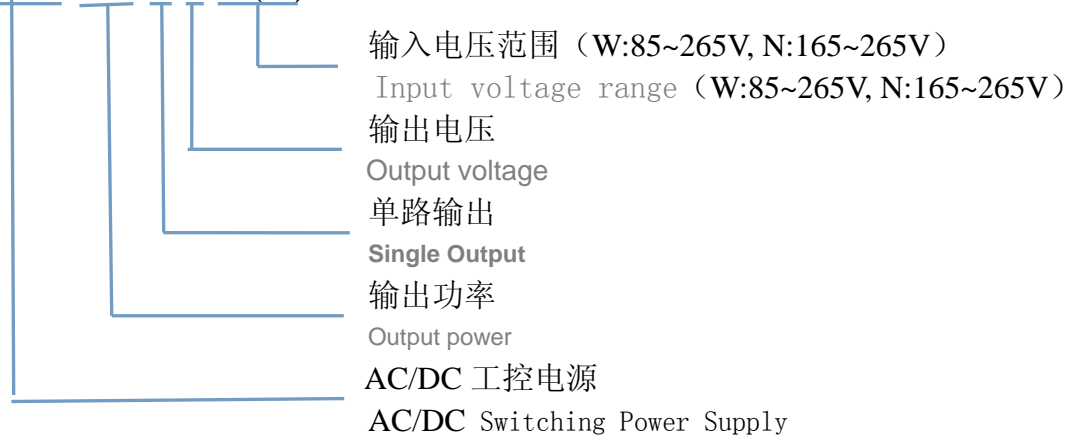 输入电压范围（W:85~265V, N:165~265V）
Input voltage range（W:85~265V, N:165~265V）
输出电压
Output voltage
单路输出
Single Output
输出功率
Output power
AC/DC 工控电源
AC/DC Switching Power Supply